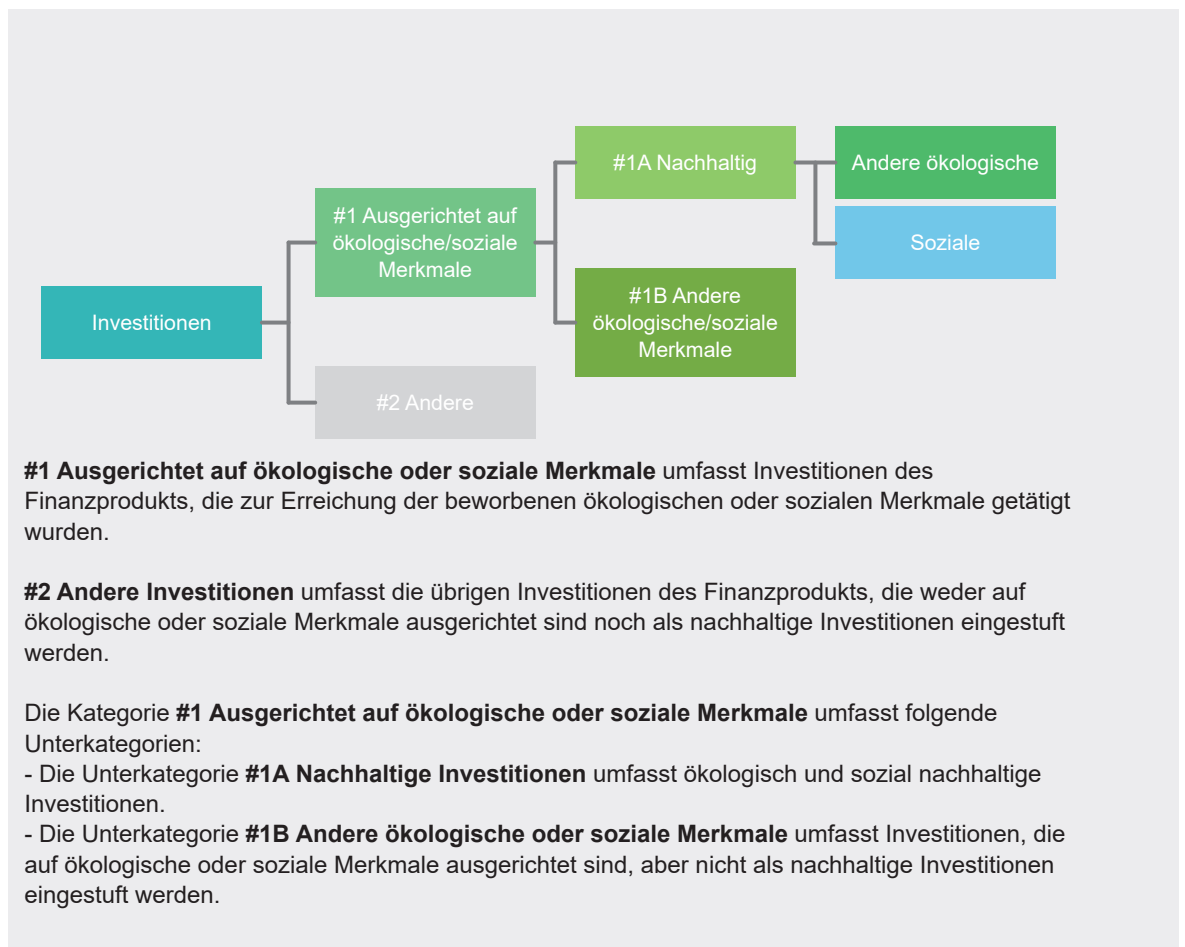 #1A Nachhaltig
Andere ökologische
#1 Ausgerichtet auf
ökologische/soziale
Merkmale
Soziale
Investitionen
#1B Andere
ökologische/soziale
Merkmale
#2 Andere
#1 Ausgerichtet auf ökologische oder soziale Merkmale umfasst Investitionen des
Finanzprodukts, die zur Erreichung der beworbenen ökologischen oder sozialen Merkmale getätigt
wurden.
#2 Andere Investitionen umfasst die übrigen Investitionen des Finanzprodukts, die weder auf
ökologische oder soziale Merkmale ausgerichtet sind noch als nachhaltige Investitionen eingestuft
werden.
Die Kategorie #1 Ausgerichtet auf ökologische oder soziale Merkmale umfasst folgende
Unterkategorien:
- Die Unterkategorie #1A Nachhaltige Investitionen umfasst ökologisch und sozial nachhaltige
Investitionen.
- Die Unterkategorie #1B Andere ökologische oder soziale Merkmale umfasst Investitionen, die
auf ökologische oder soziale Merkmale ausgerichtet sind, aber nicht als nachhaltige Investitionen
eingestuft werden.